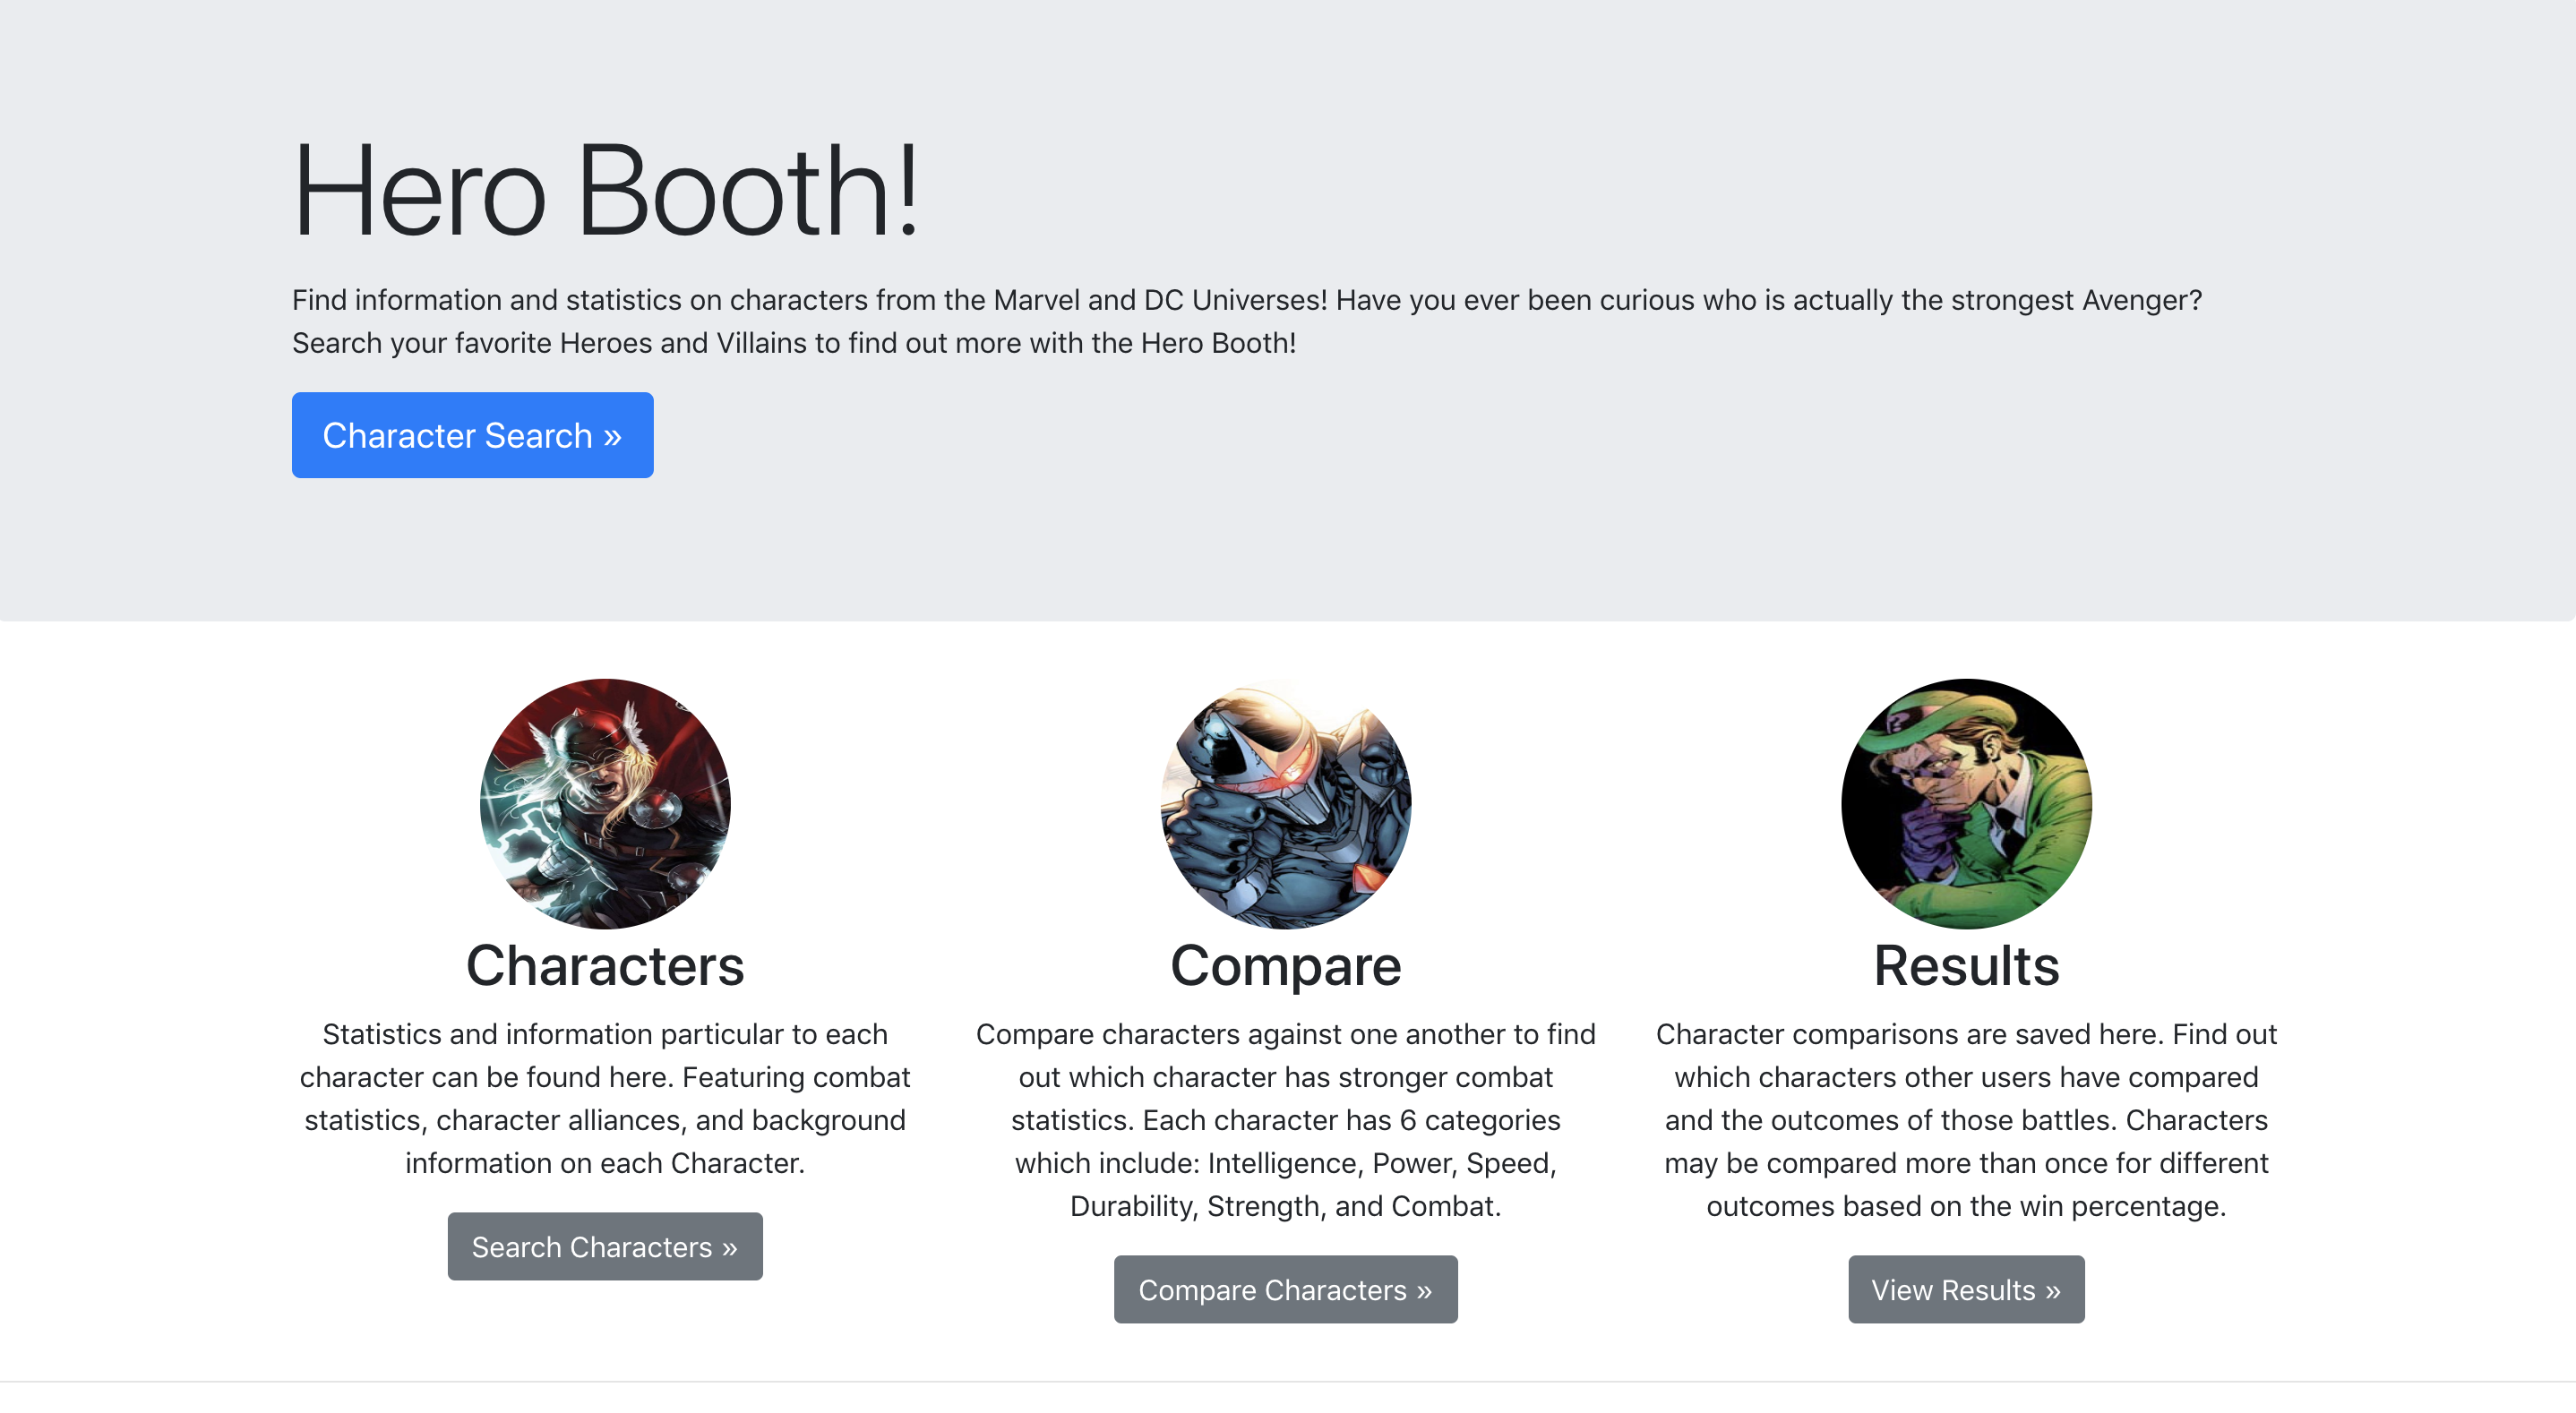 Hero Booth!
Find information and statistics on characters from the Marvel and DC Universes! Have you ever been curious who is actually the strongest Avenger?
Search your favorite Heroes and Villains to find out more with the Hero Booth!
Character Search »
Characters
Statistics and information particular to each
character can be found here. Featuring combat
statistics, character alliances, and background
information on each Character.
Search Characters »
Compare
Compare characters against one another to find
out which character has stronger combat
statistics. Each character has 6 categories
which include: Intelligence, Power, Speed,
Durability, Strength, and Combat.
Compare Characters »
?
Results
Character comparisons are saved here. Find out
which characters other users have compared
and the outcomes of those battles. Characters
may be compared more than once for different
outcomes based on the win percentage.
View Results »